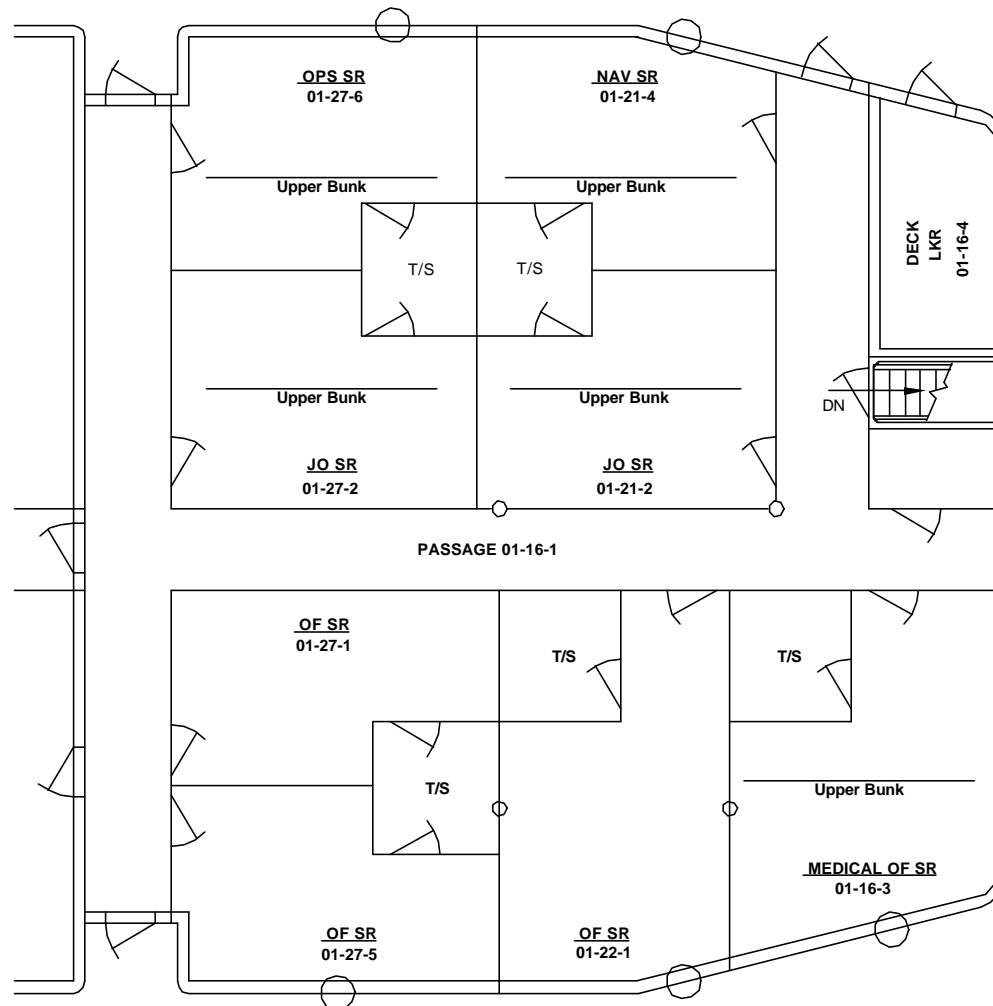 OPS SR
01-27-6
NAV SR
01-21-4
Upper Bunk
Upper Bunk
DECK
LKR
01-16-4
T/S
T/S
Upper Bunk
Upper Bunk
DN
JO SR
01-27-2
JO SR
01-21-2
PASSAGE 01-16-1
OF SR
01-27-1
T/S
T/S
T/S
Upper Bunk
MEDICAL OF SR
01-16-3
OF SR
01-27-5
OF SR
01-22-1